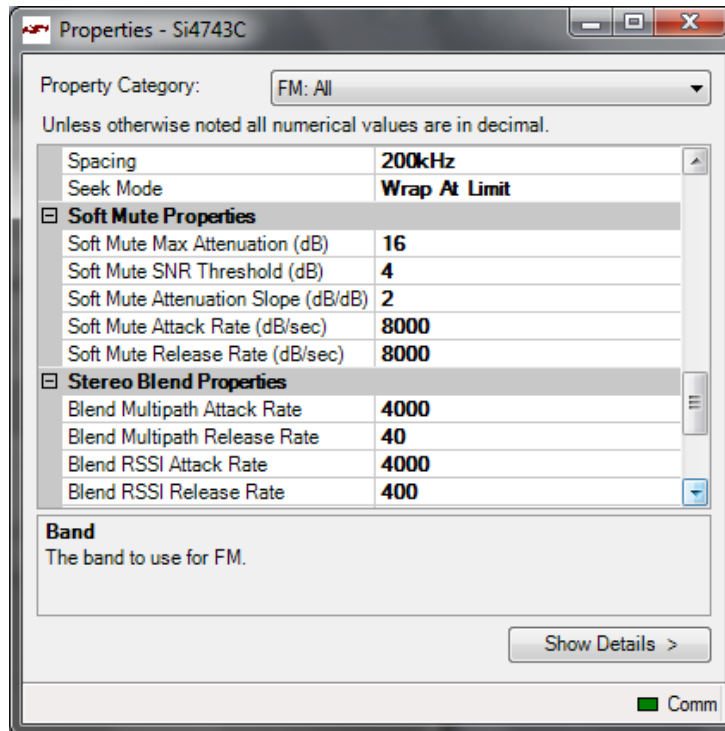 Properties - Si4743C
Property Category: FM: All
Unless otherwise noted all numerical values are in decimal.
Spacing 200kHz
Seek Mode Wrap At Limit
Soft Mute Properties
Soft Mute Max Attenuation (dB) 16
Soft Mute SNR Threshold (dB) 4
Soft Mute Attenuation Slope (dB/dB) 2
Soft Mute Attack Rate (dB/sec) 8000
Soft Mute Release Rate (dB/sec) 8000
Stereo Blend Properties
Blend Multipath Attack Rate 4000
Blend Multipath Release Rate 40
Blend RSSI Attack Rate 4000
Blend RSSI Release Rate 400
Band
The band to use for FM.
Show Details >
Comm